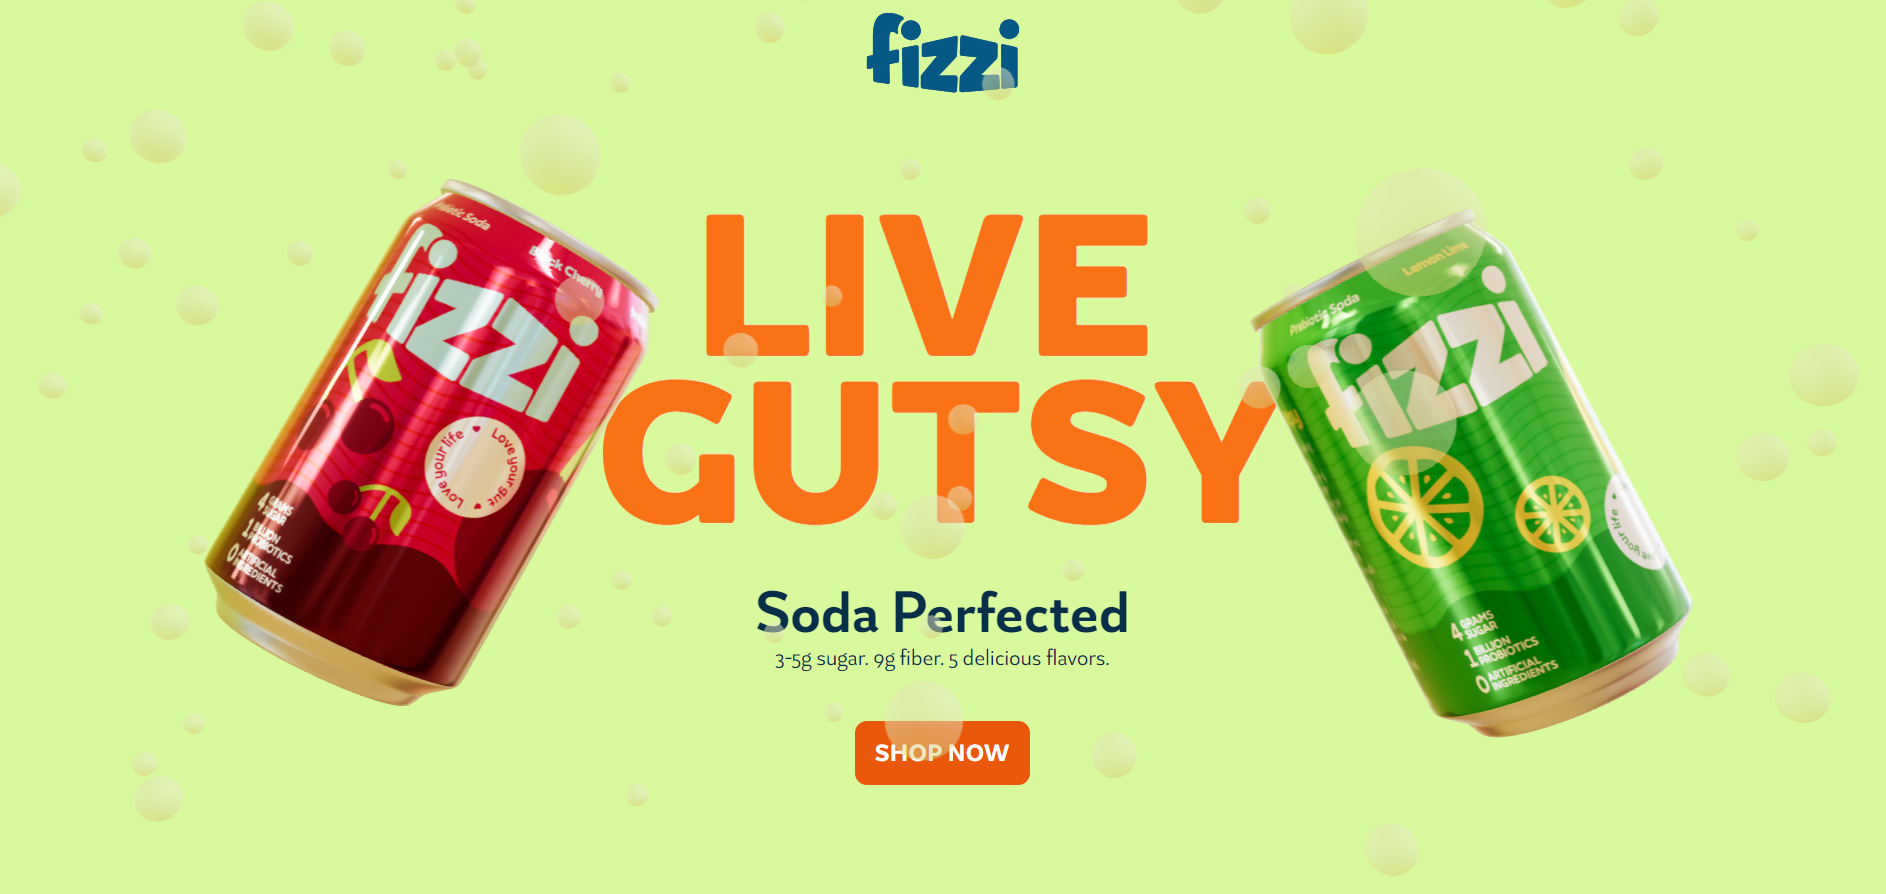 fizzi
LIVE
GUTSY
Soda Perfected
3-5g sugar. 9g fiber. 5 delicious flavors.
SHOP NOW
Soda
Black Cherry
fizzi
Love your life ♥ Love your gut ♥
4 GRAMS
SUGAR
1 BILLION
PROBIOTICS
0 ARTIFICIAL
INGREDIENTS
Lemon Lime
Prebiotic Soda
fizzi
Love your life ♥
4 GRAMS
SUGAR
1 BILLION
PROBIOTICS
0 ARTIFICIAL
INGREDIENTS